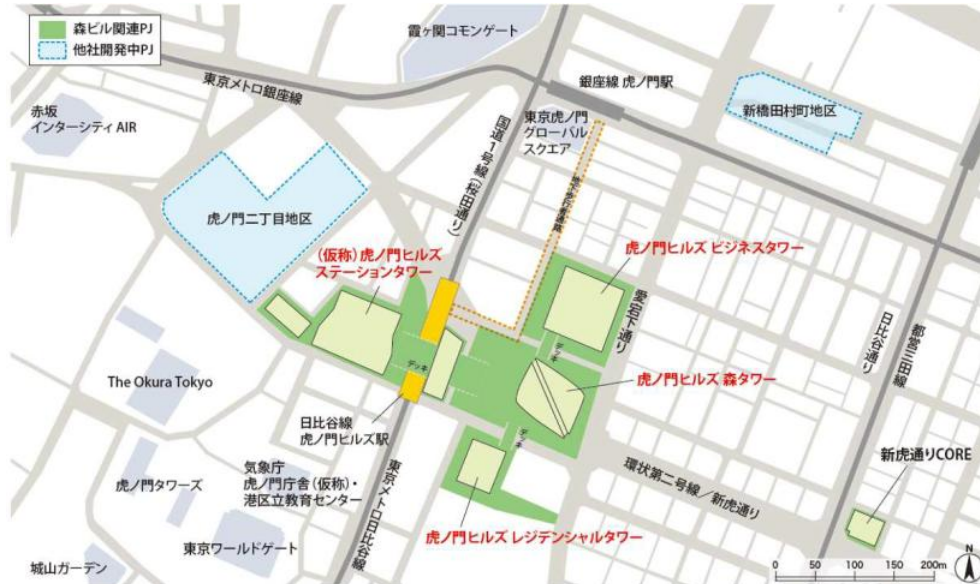 森ビル関連PJ
他社開発中PJ
霞ヶ関コモンゲート
東京メトロ銀座線
銀座線 虎ノ門駅
赤坂
インターシティ AIR
東京虎ノ門
グローバル
スクエア
新橋田村町地区
国道1号線(桜田通り)
地下歩行者通路
虎ノ門二丁目地区
(仮称)虎ノ門ヒルズ
ステーションタワー
虎ノ門ヒルズ ビジネスタワー
愛宕下通り
日比谷通り
都営三田線
デッキ
デッキ
The Okura Tokyo
虎ノ門ヒルズ 森タワー
日比谷線
虎ノ門ヒルズ駅
デッキ
新虎通りCORE
環状第二号線/新虎通り
虎ノ門タワーズ
気象庁
虎ノ門庁舎(仮称)・
港区立教育センター
東京メトロ日比谷線
東京ワールドゲート
虎ノ門ヒルズ レジデンシャルタワー
城山ガーデン
N
0 50 100 150 200m